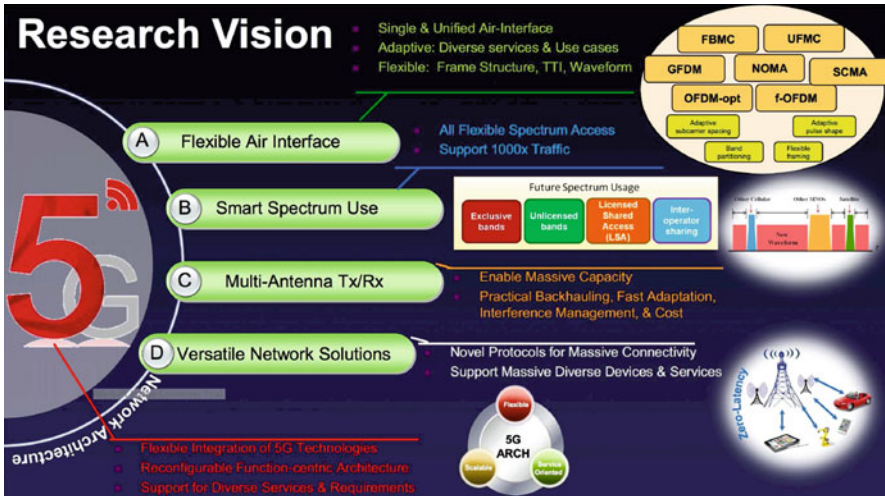 Research Vision
Single & Unified Air-Interface
Adaptive: Diverse services & Use cases
Flexible: Frame Structure, TTI, Waveform
FBMC
UFMC
GFDM
NOMA
SCMA
OFDM-opt
f-OFDM
Adaptive
subcarrier spacing
Adaptive
pulse shape
Band
partitioning
Flexible
framing
A
Flexible Air Interface
All Flexible Spectrum Access
Support 1000x Traffic
B
Smart Spectrum Use
Future Spectrum Usage
Exclusive
bands
Unlicensed
bands
Licensed
Shared
Access
(LSA)
Inter-
operator
sharing
Other Cellular
Other MNOs
Satellite
New
Waveform
f
5G
C
Multi-Antenna Tx/Rx
Enable Massive Capacity
Practical Backhauling, Fast Adaptation,
Interference Management, & Cost
D
Versatile Network Solutions
Novel Protocols for Massive Connectivity
Support Massive Diverse Devices & Services
Zero-Latency
Network Architecture
Flexible Integration of 5G Technologies
Reconfigurable Function-centric Architecture
Support for Diverse Services & Requirements
Flexible
5G
ARCH
Scalable
Service
Oriented